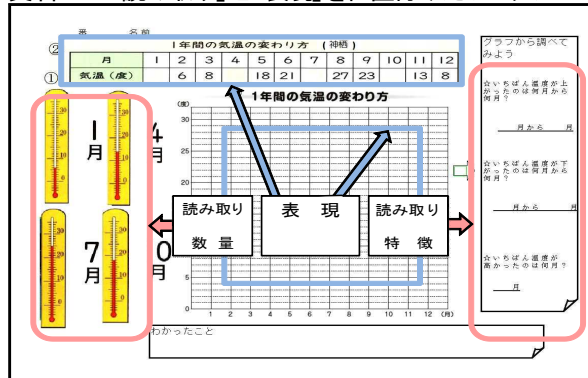 番 名前
② 1年間の気温の変わり方 (神栖)
月 1 2 3 4 5 6 7 8 9 10 11 12
① 気温(度) 6 8 18 21 27 23 13 8
1年間の気温の変わり方
(度)
30
20
5
0
1 2 3 4 5 6 7 8 9 10 11 12 (月)
1月
4月
7月
0月
読み取り
数量
表現
読み取り
特徴
グラフから調べて
みよう
☆いちばん温度が上
がったのは何月から
何月?
月から 月
☆いちばん温度が下
がったのは何月から
何月?
月から 月
☆いちばん温度が
高かったのは何月?
月
わかったこと